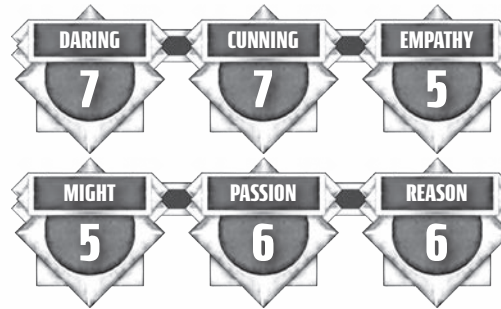 DARING CUNNING EMPATHY
7 7 5
MIGHT PASSION REASON
5 6 6